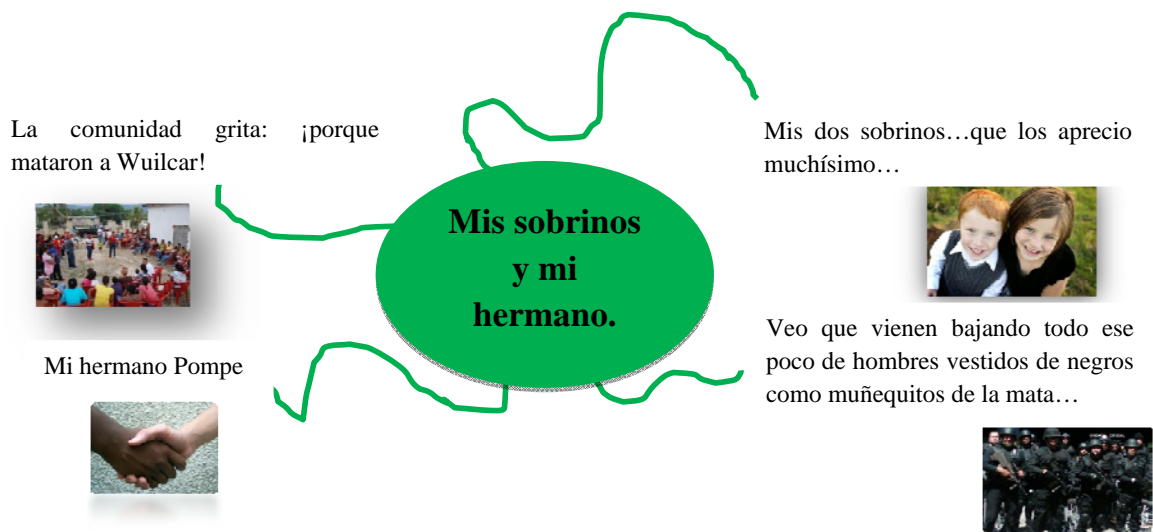 La comunidad grita: ¡porque
mataron a Wuilcar!
Mi hermano Pompe
Mis sobrinos
y mi
hermano.
Mis dos sobrinos…que los aprecio
muchísimo…
Veo que vienen bajando todo ese
poco de hombres vestidos de negros
como muñequitos de la mata…